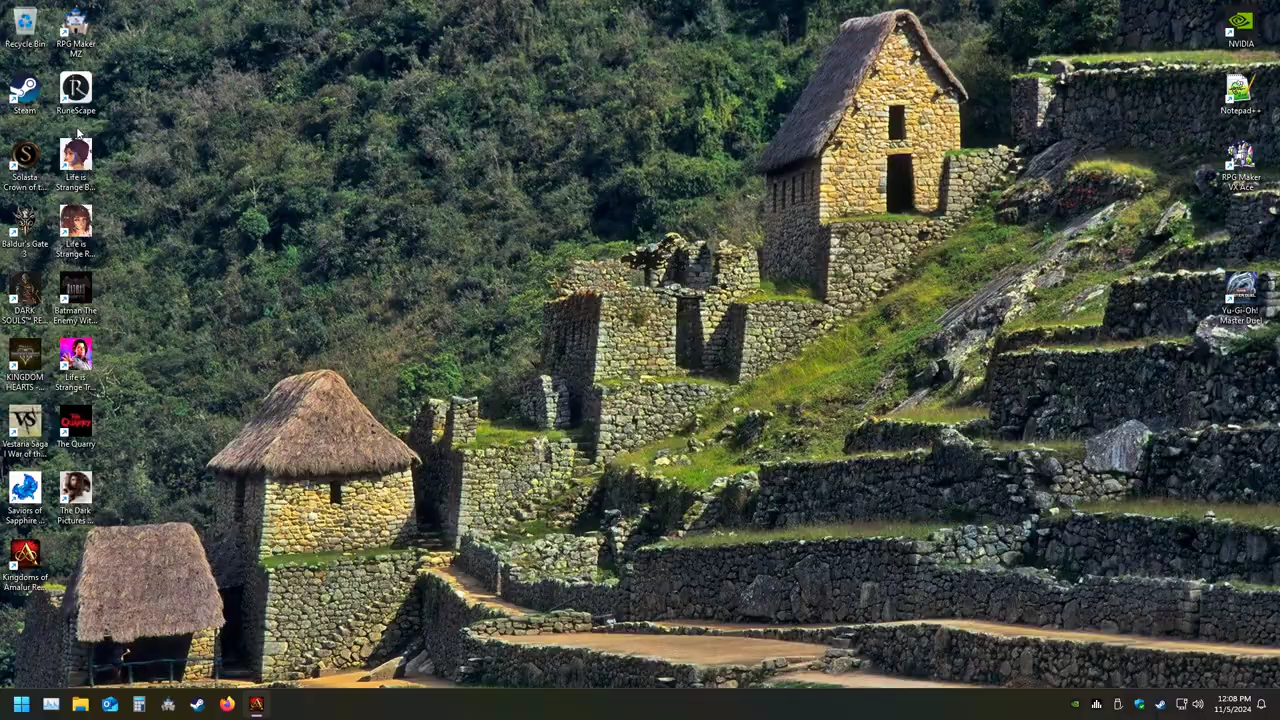 Recycle Bin
RPG Maker
MZ
Steam
RuneScape
Solasta
Crown of t...
Life is
Strange B...
Baldur's Gate
3
Life is
Strange R...
DARK
SOULS™ RE...
Batman The
Enemy Wit...
KINGDOM
HEARTS -...
Life is
Strange Tr...
Vestaria Saga
I War of th...
The Quarry
Saviors of
Sapphire ...
The Dark
Pictures ...
Kingdoms of
Amalur Re...
NVIDIA
Notepad++
RPG Maker
VX Ace
Yu-Gi-Oh!
Master Duel
12:08 PM
11/5/2024